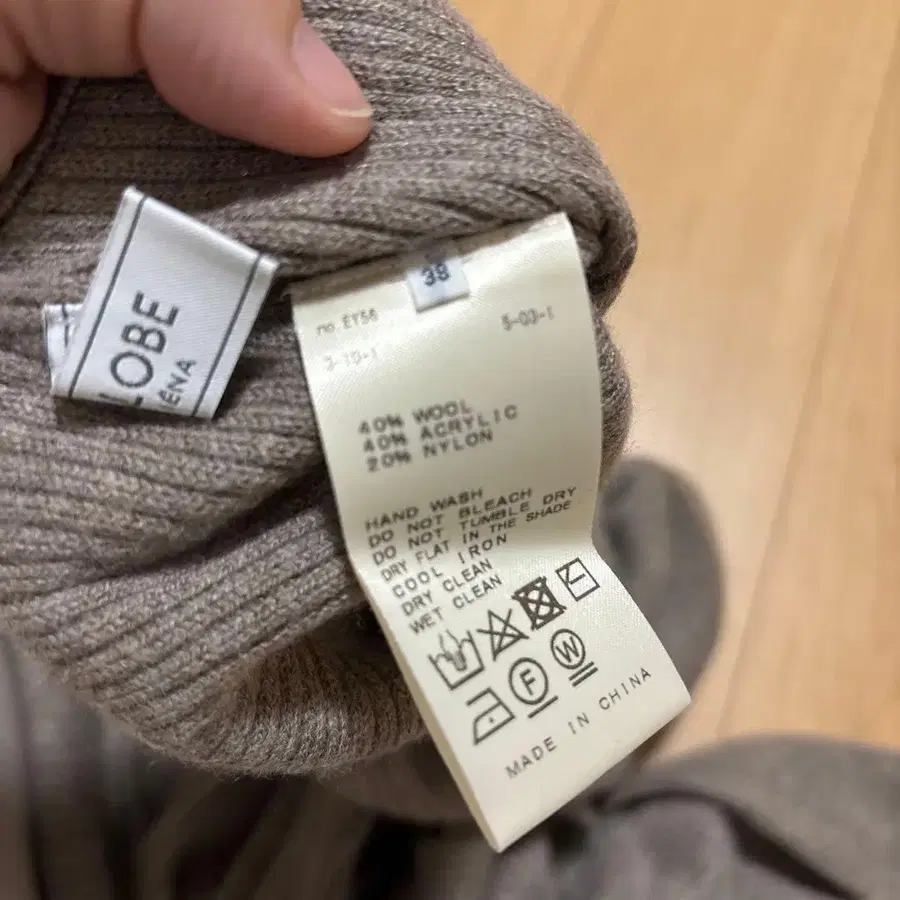 LOBE
ÉNA
38
no. EY56
5-03-1
3-10-1
40% WOOL
40% ACRYLIC
20% NYLON
HAND WASH
DO NOT BLEACH
DO NOT TUMBLE DRY
DRY FLAT IN THE SHADE
COOL IRON
DRY CLEAN
WET CLEAN
F
W
MADE IN CHINA